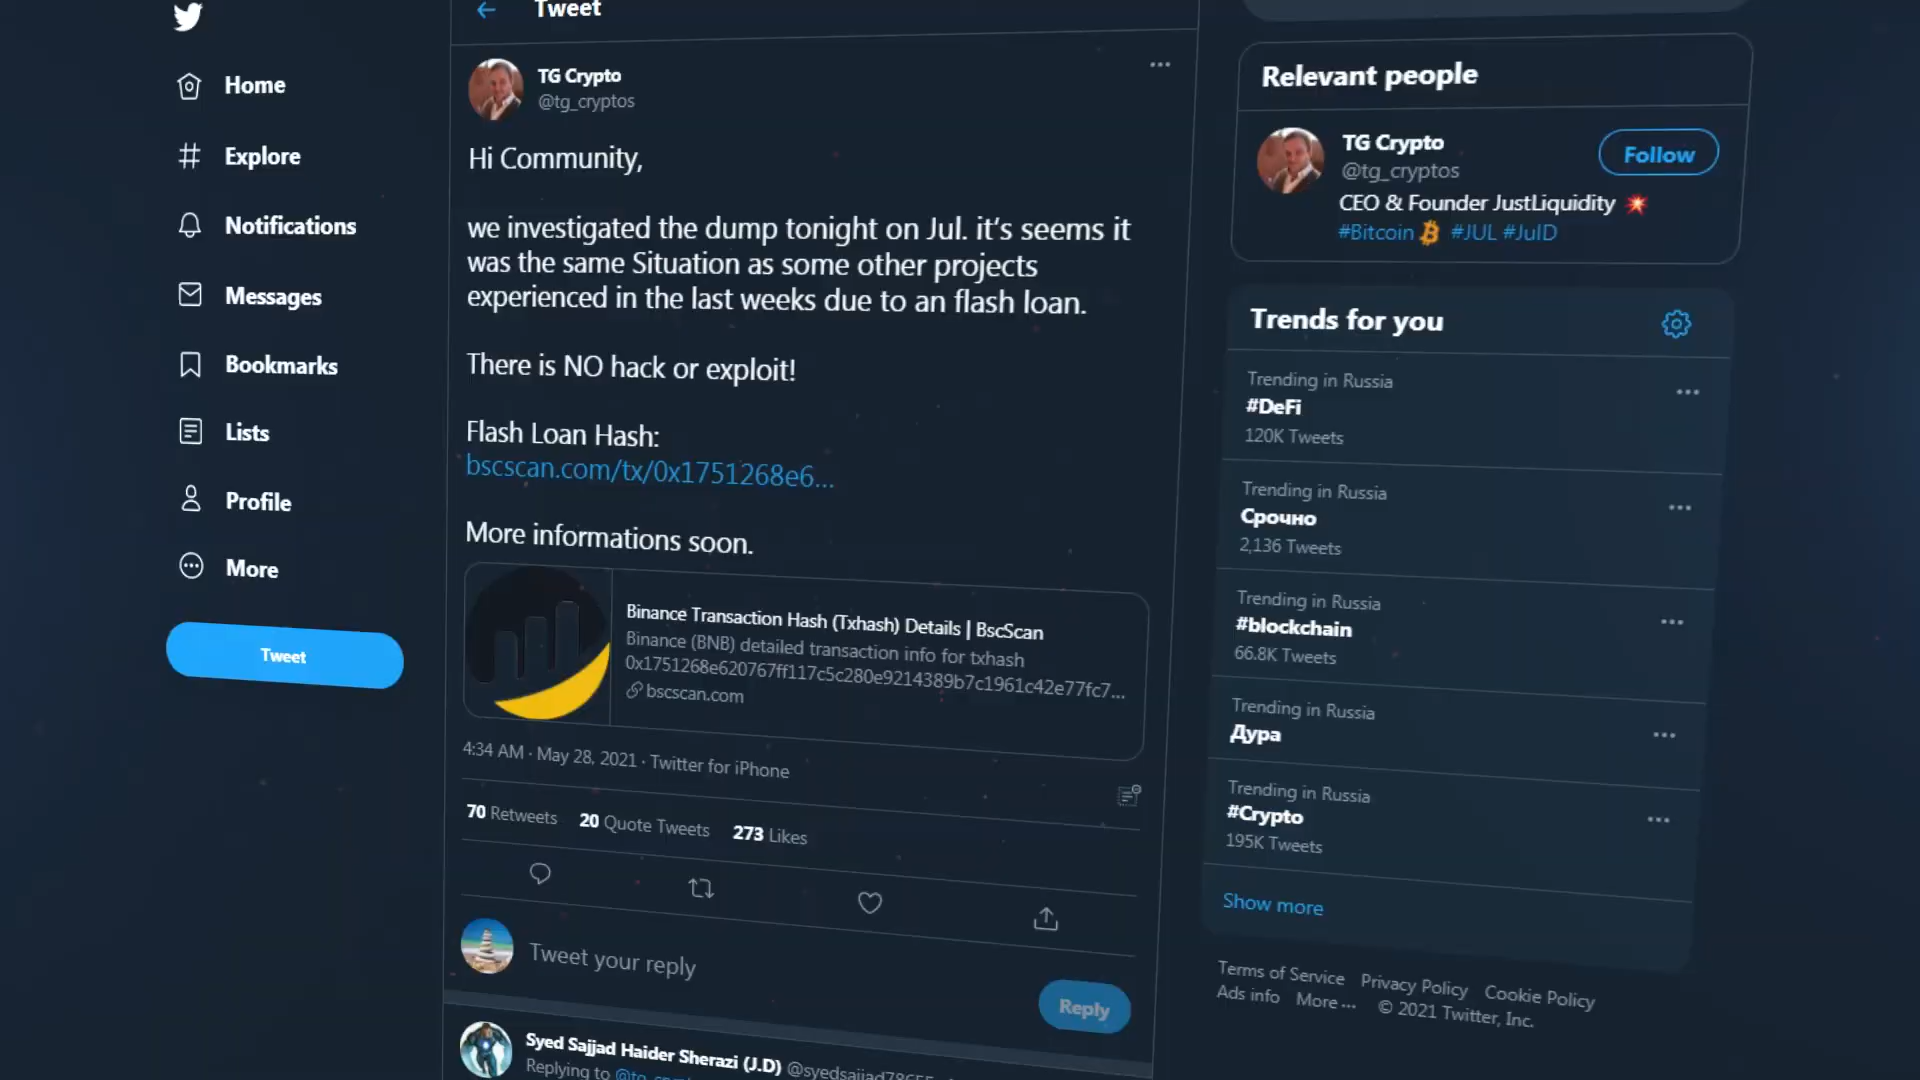 Home
Explore
Notifications
Messages
Bookmarks
Lists
Profile
More
Tweet
Tweet
TG Crypto
@tg_cryptos
Hi Community,
we investigated the dump tonight on Jul. it's seems it
was the same Situation as some other projects
experienced in the last weeks due to an flash loan.
There is NO hack or exploit!
Flash Loan Hash:
bscscan.com/tx/0x1751268e6...
More informations soon.
Binance Transaction Hash (Txhash) Details | BscScan
Binance (BNB) detailed transaction info for txhash
0x1751268e620767ff117c5c280e9214389b7c1961c42e77fc7...
bscscan.com
4:34 AM · May 28, 2021 · Twitter for iPhone
70 Retweets 20 Quote Tweets 273 Likes
Tweet your reply
Reply
Syed Sajjad Haider Sherazi (J.D)
Replying to
Relevant people
TG Crypto
@tg_cryptos
Follow
CEO & Founder JustLiquidity 💥
#Bitcoin #JUL #JulD
Trends for you
Trending in Russia
#DeFi
120K Tweets
Trending in Russia
Срочно
2,136 Tweets
Trending in Russia
#blockchain
66.8K Tweets
Trending in Russia
Дура
Trending in Russia
#Crypto
195K Tweets
Show more
Terms of Service Privacy Policy Cookie Policy
Ads info More ... © 2021 Twitter, Inc.